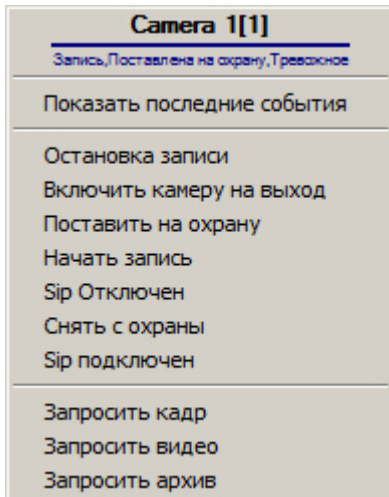 Camera 1[1]
Запись,Поставлена на охрану,Тревожное
Показать последние события
Остановка записи
Включить камеру на выход
Поставить на охрану
Начать запись
Sip Отключен
Снять с охраны
Sip подключен
Запросить кадр
Запросить видео
Запросить архив